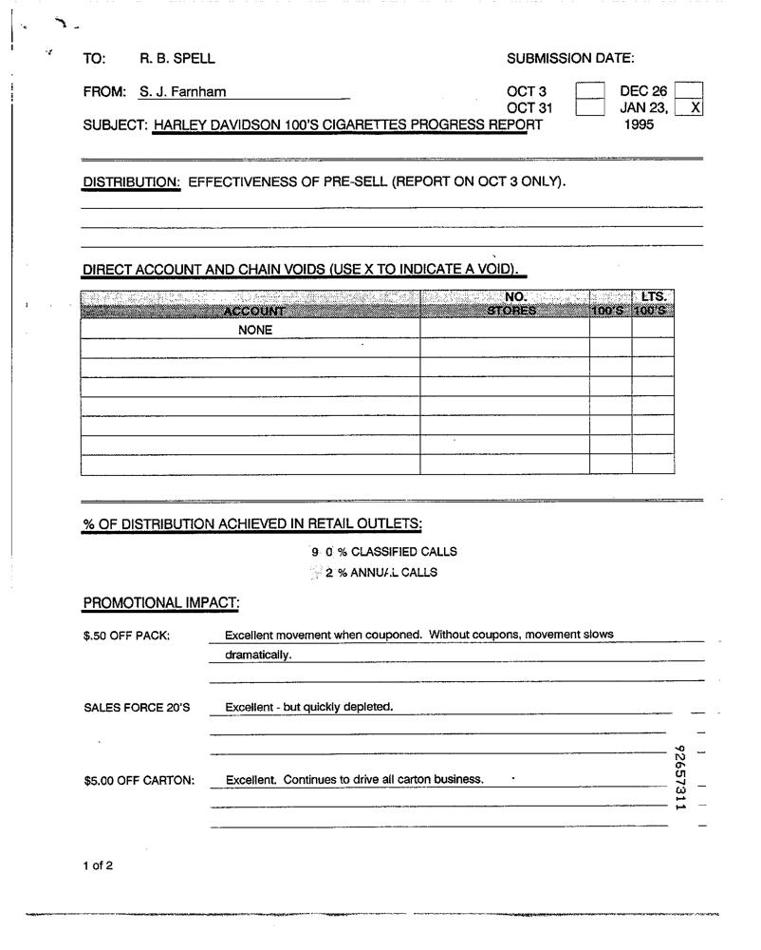 TO: R. B. SPELL SUBMISSION DATE:
FROM: S. J. Farnham OCT 3 DEC 26
OCT 31 JAN 23, X
SUBJECT: HARLEY DAVIDSON 100'S CIGARETTES PROGRESS REPORT 1995
DISTRIBUTION: EFFECTIVENESS OF PRE-SELL (REPORT ON OCT 3 ONLY).
DIRECT ACCOUNT AND CHAIN VOIDS (USE X TO INDICATE A VOID).
NO. LTS.
ACCOUNT STORES 100'S 100'S
NONE
% OF DISTRIBUTION ACHIEVED IN RETAIL OUTLETS:
9 0 % CLASSIFIED CALLS
2 % ANNUAL CALLS
PROMOTIONAL IMPACT:
$.50 OFF PACK: Excellent movement when couponed. Without coupons, movement slows
dramatically.
SALES FORCE 20'S Excellent - but quickly depleted.
$5.00 OFF CARTON: Excellent. Continues to drive all carton business.
92657311
1 of 2